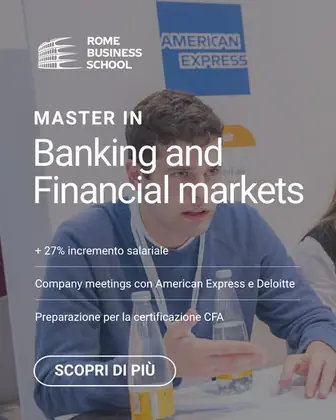 ROME
BUSINESS
SCHOOL
AMERICAN
EXPRESS
MASTER IN
Banking and
Financial markets
+ 27% incremento salariale
Company meetings con American Express e Deloitte
Preparazione per la certificazione CFA
SCOPRI DI PIÙ